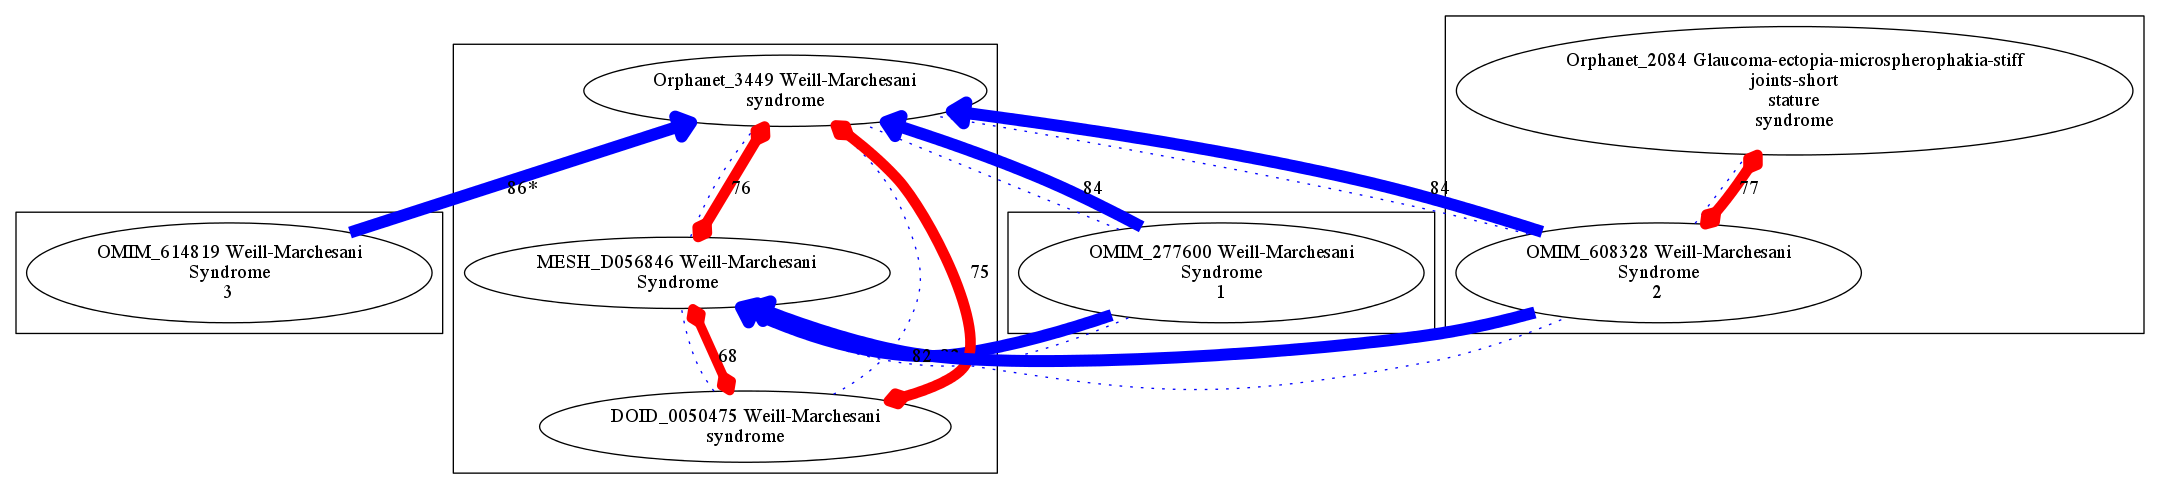 Orphanet_3449 Weill-Marchesani
syndrome
Orphanet_2084 Glaucoma-ectopia-microspherophakia-stiff
joints-short
stature
syndrome
86*
76
84
84
77
OMIM_614819 Weill-Marchesani
Syndrome
3
MESH_D056846 Weill-Marchesani
Syndrome
75
OMIM_277600 Weill-Marchesani
Syndrome
1
OMIM_608328 Weill-Marchesani
Syndrome
2
68
82
DOID_0050475 Weill-Marchesani
syndrome